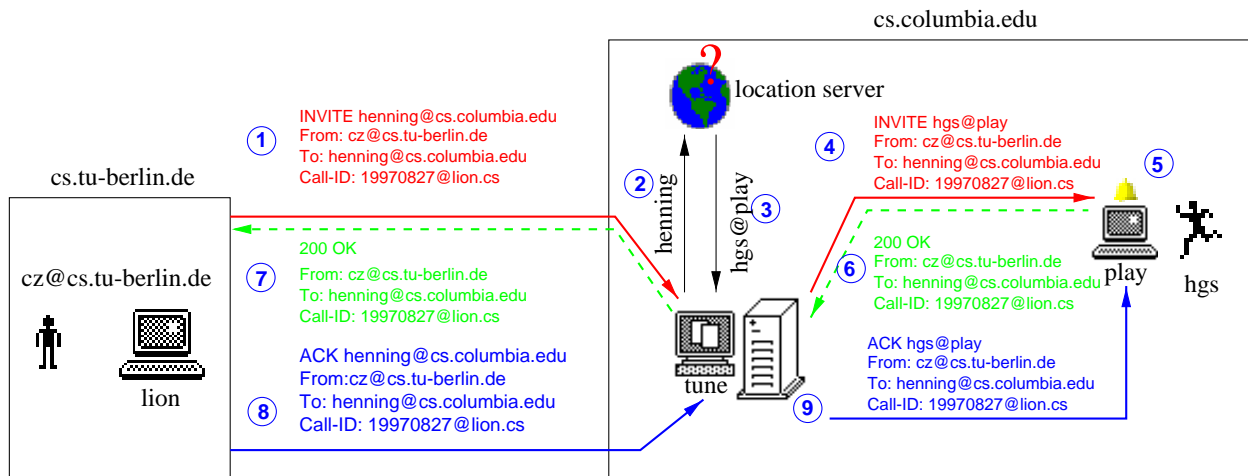 cs.columbia.edu
?
location server
1
INVITE henning@cs.columbia.edu
From: cz@cs.tu-berlin.de
To: henning@cs.columbia.edu
Call-ID: 19970827@lion.cs
2
henning
hgs@play
3
4
INVITE hgs@play
From: cz@cs.tu-berlin.de
To: henning@cs.columbia.edu
Call-ID: 19970827@lion.cs
5
cs.tu-berlin.de
cz@cs.tu-berlin.de
lion
7
200 OK
From: cz@cs.tu-berlin.de
To: henning@cs.columbia.edu
Call-ID: 19970827@lion.cs
6
200 OK
From: cz@cs.tu-berlin.de
To: henning@cs.columbia.edu
Call-ID: 19970827@lion.cs
play
hgs
8
ACK henning@cs.columbia.edu
From:cz@cs.tu-berlin.de
To: henning@cs.columbia.edu
Call-ID: 19970827@lion.cs
tune
9
ACK hgs@play
From: cz@cs.tu-berlin.de
To: henning@cs.columbia.edu
Call-ID: 19970827@lion.cs